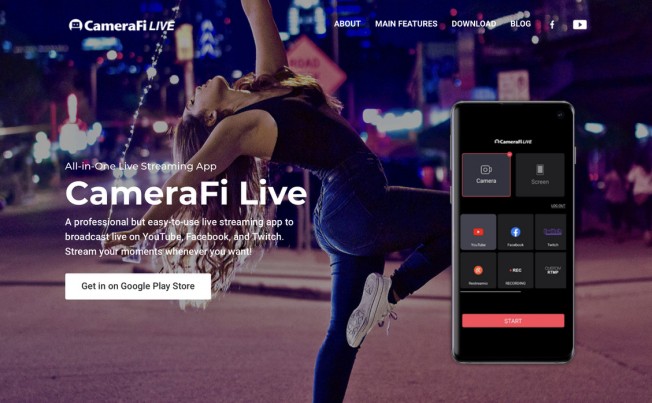 CameraFi LIVE
ABOUT MAIN FEATURES DOWNLOAD BLOG
ROAD
All-in-One Live Streaming App
CameraFi Live
A professional but easy-to-use live streaming app to
broadcast live on YouTube, Facebook, and Twitch.
Stream your moments whenever you want!
Get in on Google Play Store
CameraFi LIVE
Camera Screen
YouTube Facebook Twitch
REC
RECORDING
CUSTOM
RTMP
START